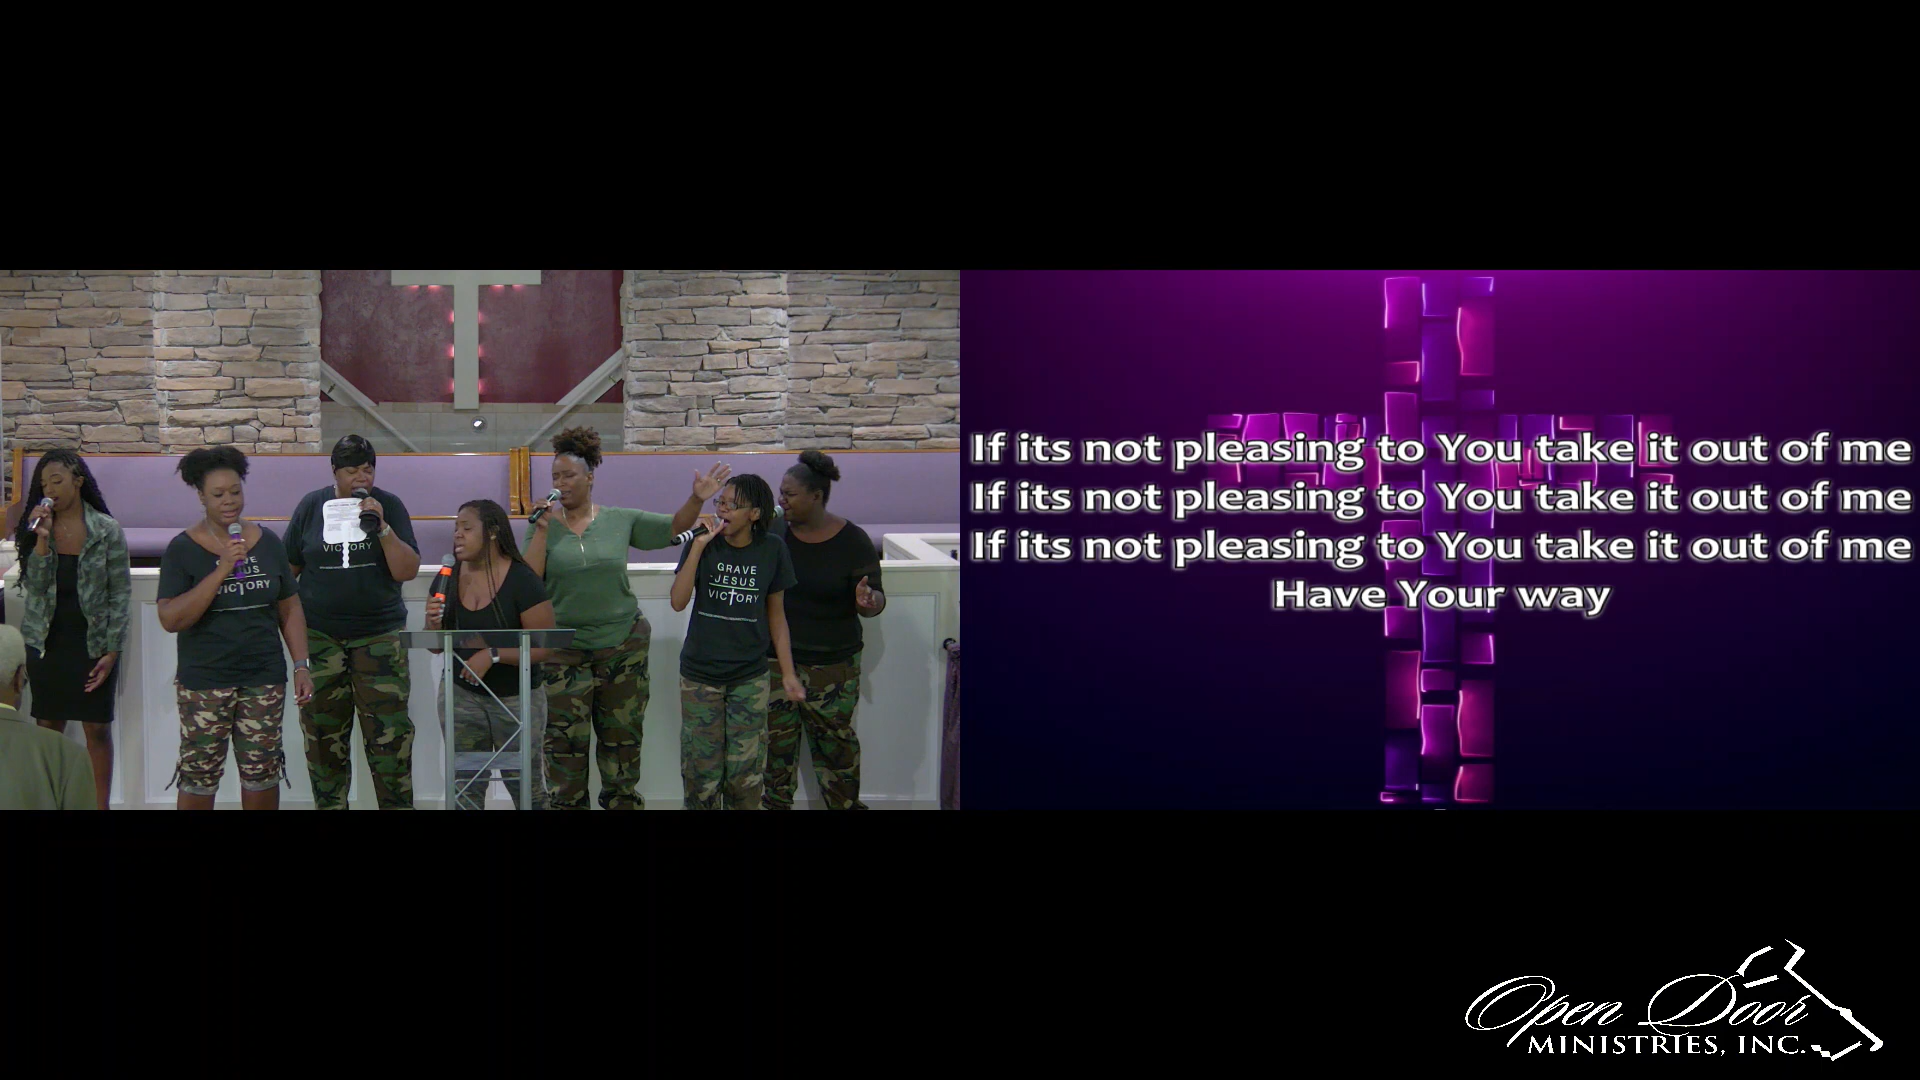 GRAVE
JESUS
VICTORY
VICTORY
GRAVE
JESUS
VICTORY
If its not pleasing to You take it out of me
If its not pleasing to You take it out of me
If its not pleasing to You take it out of me
Have Your way
Open Door
MINISTRIES, INC.